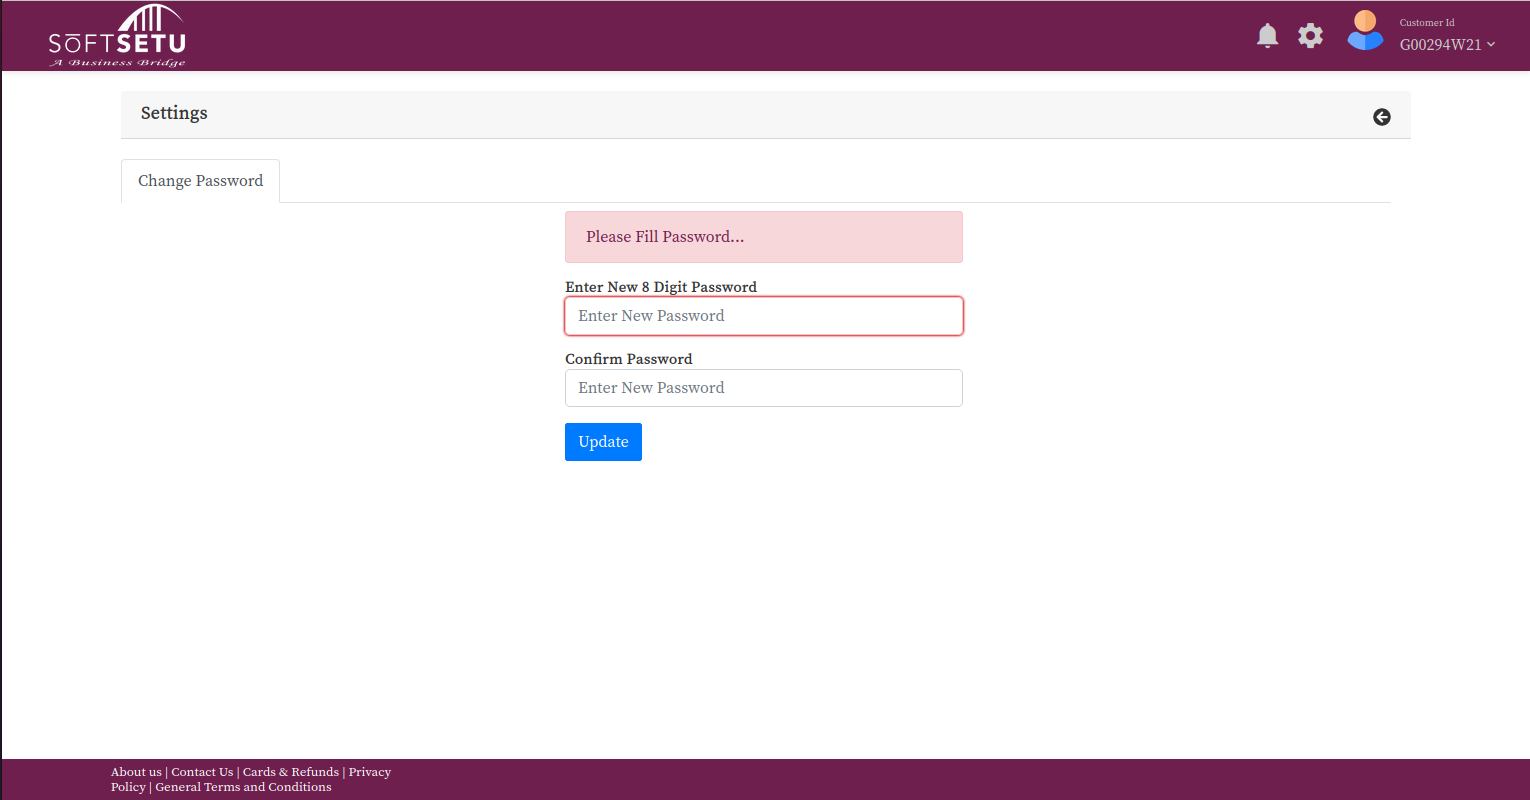 SŌFTSETU
A Business Bridge
Customer Id
G00294W21
Settings
Change Password
Please Fill Password...
Enter New 8 Digit Password
Enter New Password
Confirm Password
Enter New Password
Update
About us | Contact Us | Cards & Refunds | Privacy
Policy | General Terms and Conditions